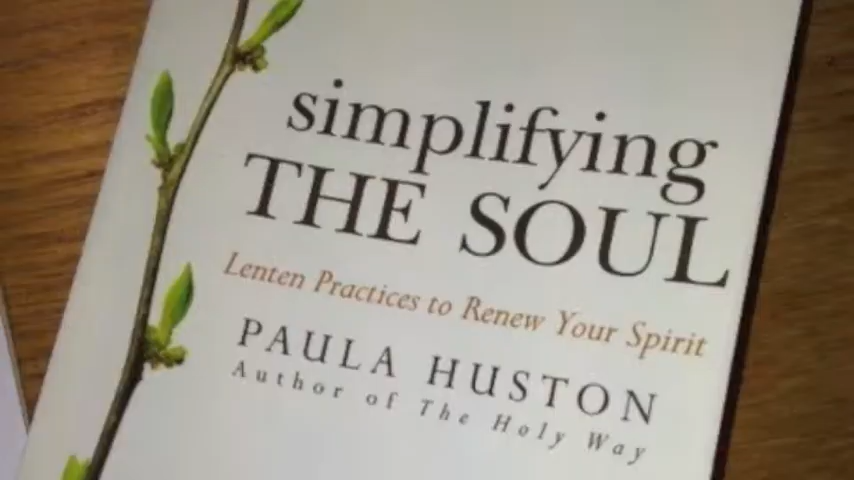 simplifying
THE SOUL
Lenten Practices to Renew Your Spirit
PAULA HUSTON
Author of The Holy Way